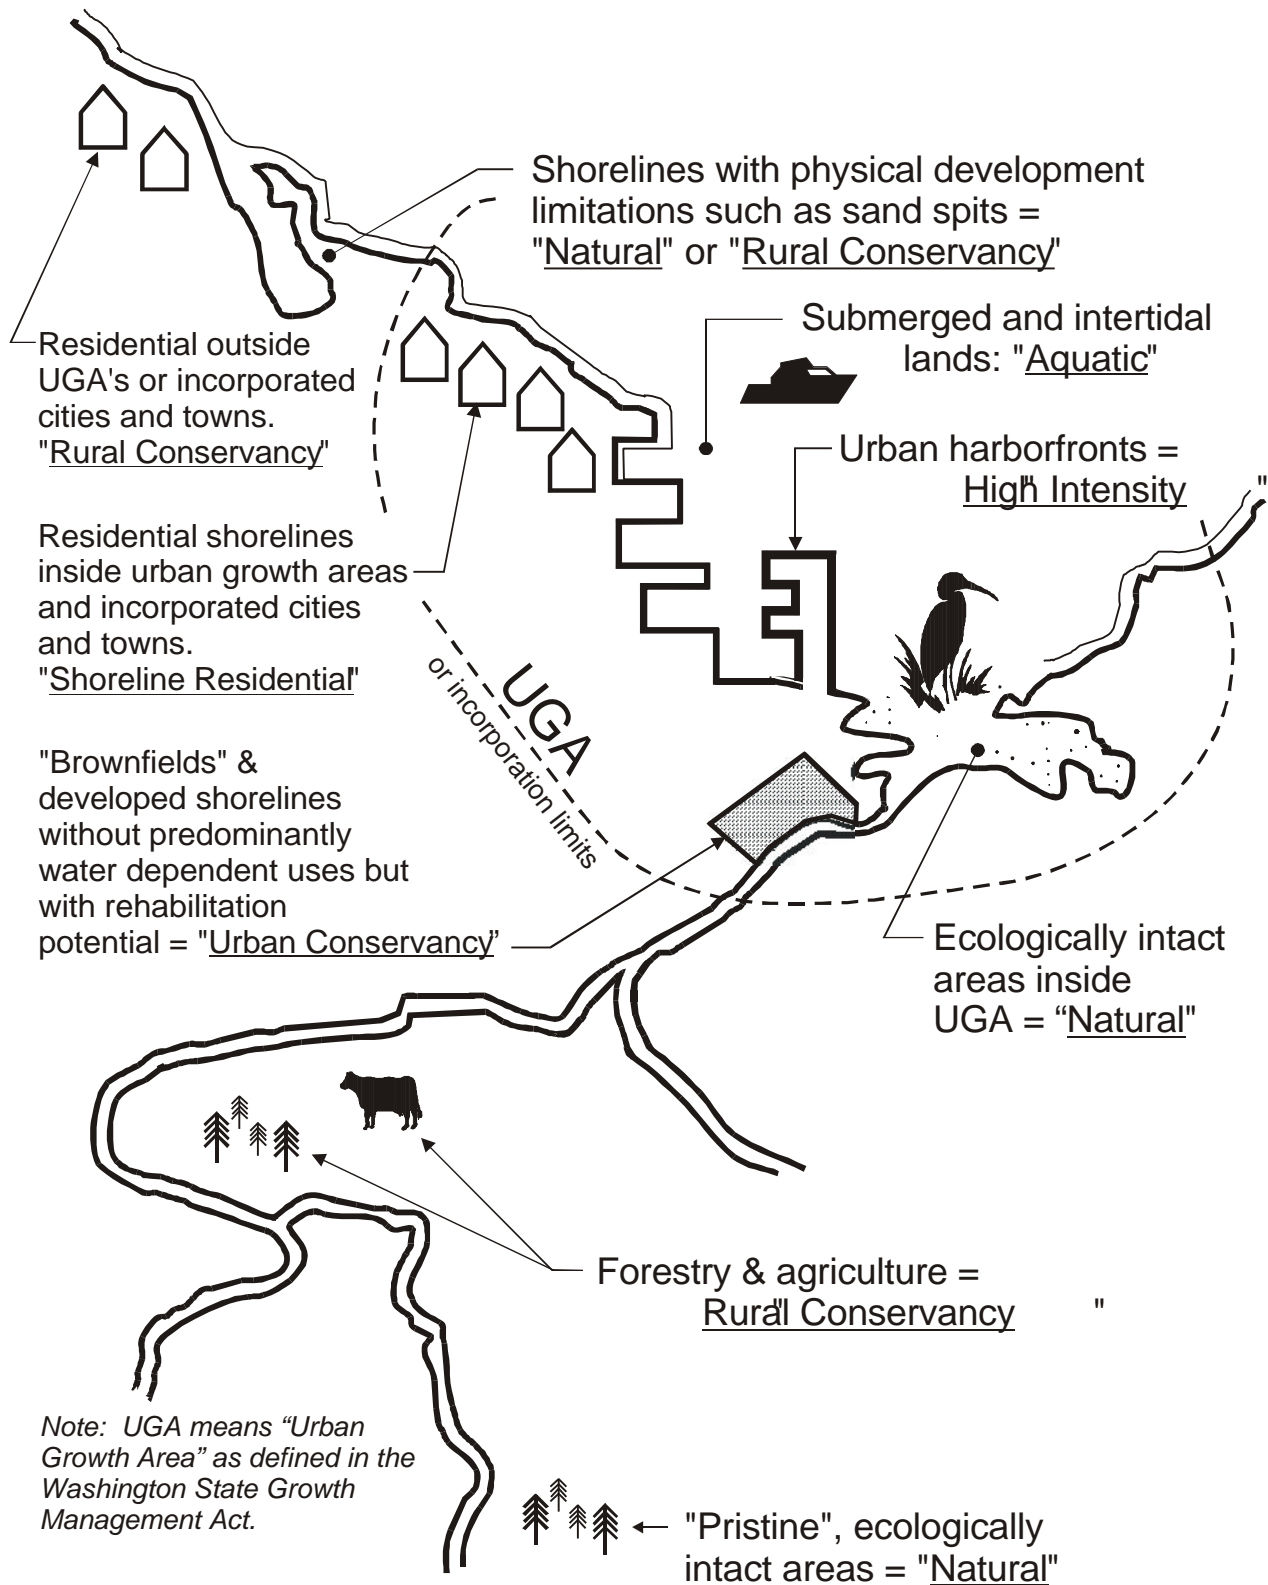 Shorelines with physical development
limitations such as sand spits =
"Natural" or "Rural Conservancy"
Submerged and intertidal
lands: "Aquatic"
Residential outside
UGA's or incorporated
cities and towns.
"Rural Conservancy"
Urban harborfronts =
"High Intensity"
Residential shorelines
inside urban growth areas
and incorporated cities
and towns.
"Shoreline Residential"
UGA
or incorporation limits
"Brownfields" &
developed shorelines
without predominantly
water dependent uses but
with rehabilitation
potential = "Urban Conservancy”
Ecologically intact
areas inside
UGA = “Natural"
Forestry & agriculture =
"Rural Conservancy"
Note:  UGA means “Urban
Growth Area” as defined in the
Washington State Growth
Management Act.
"Pristine", ecologically
intact areas = "Natural"